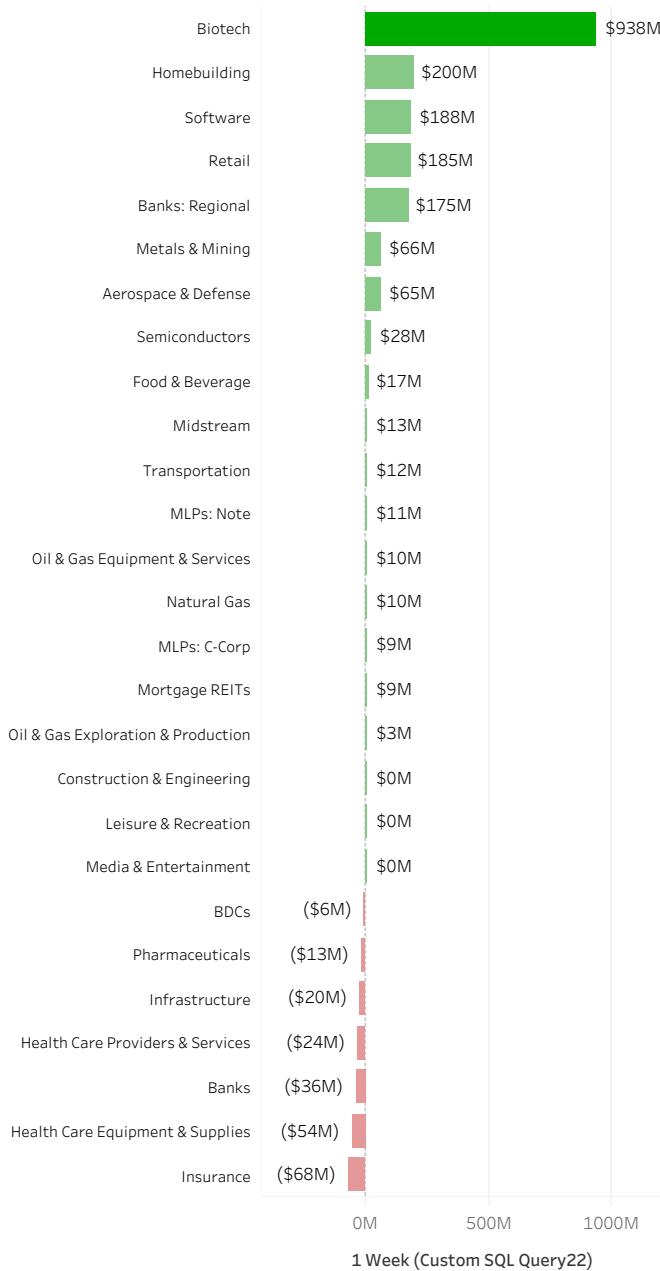 Biotech $938M
Homebuilding $200M
Software $188M
Retail $185M
Banks: Regional $175M
Metals & Mining $66M
Aerospace & Defense $65M
Semiconductors $28M
Food & Beverage $17M
Midstream $13M
Transportation $12M
MLPs: Note $11M
Oil & Gas Equipment & Services $10M
Natural Gas $10M
MLPs: C-Corp $9M
Mortgage REITs $9M
Oil & Gas Exploration & Production $3M
Construction & Engineering $0M
Leisure & Recreation $0M
Media & Entertainment $0M
BDCs ($6M)
Pharmaceuticals ($13M)
Infrastructure ($20M)
Health Care Providers & Services ($24M)
Banks ($36M)
Health Care Equipment & Supplies ($54M)
Insurance ($68M)
0M 500M 1000M
1 Week (Custom SQL Query22)